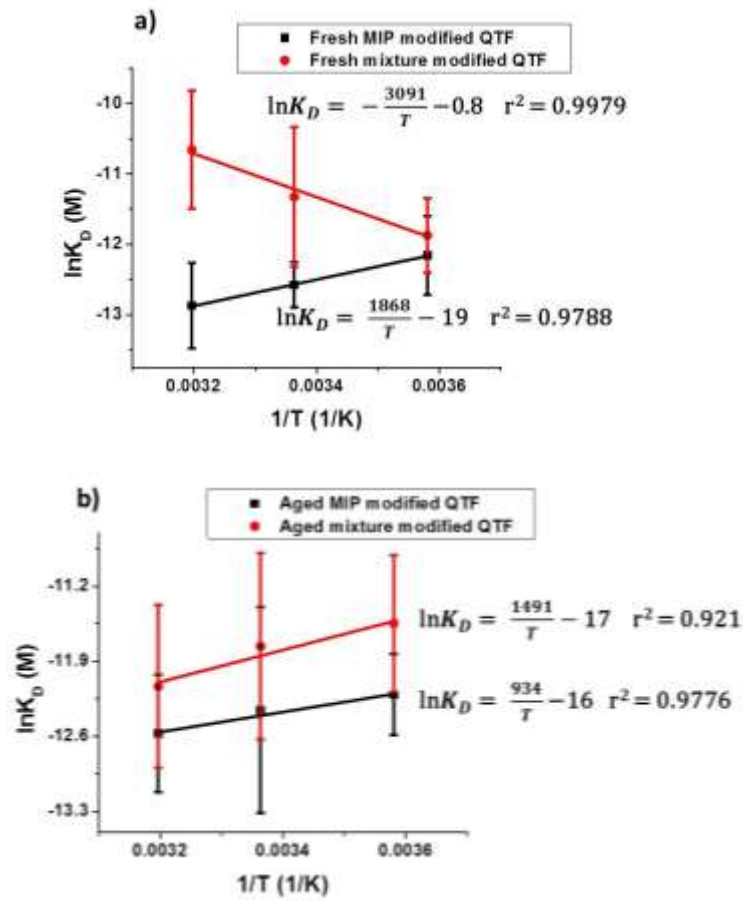 a)
Fresh MIP modified QTF
Fresh mixture modified QTF
lnK_D = − 3091/T −0.8 r² = 0.9979
-10
-11
-12
-13
lnK_D (M)
lnK_D = 1868/T − 19 r² = 0.9788
0.0032 0.0034 0.0036
1/T (1/K)
b)
Aged MIP modified QTF
Aged mixture modified QTF
-11.2
-11.9
-12.6
-13.3
lnK_D (M)
lnK_D = 1491/T − 17 r² = 0.921
lnK_D = 934/T −16 r² = 0.9776
0.0032 0.0034 0.0036
1/T (1/K)